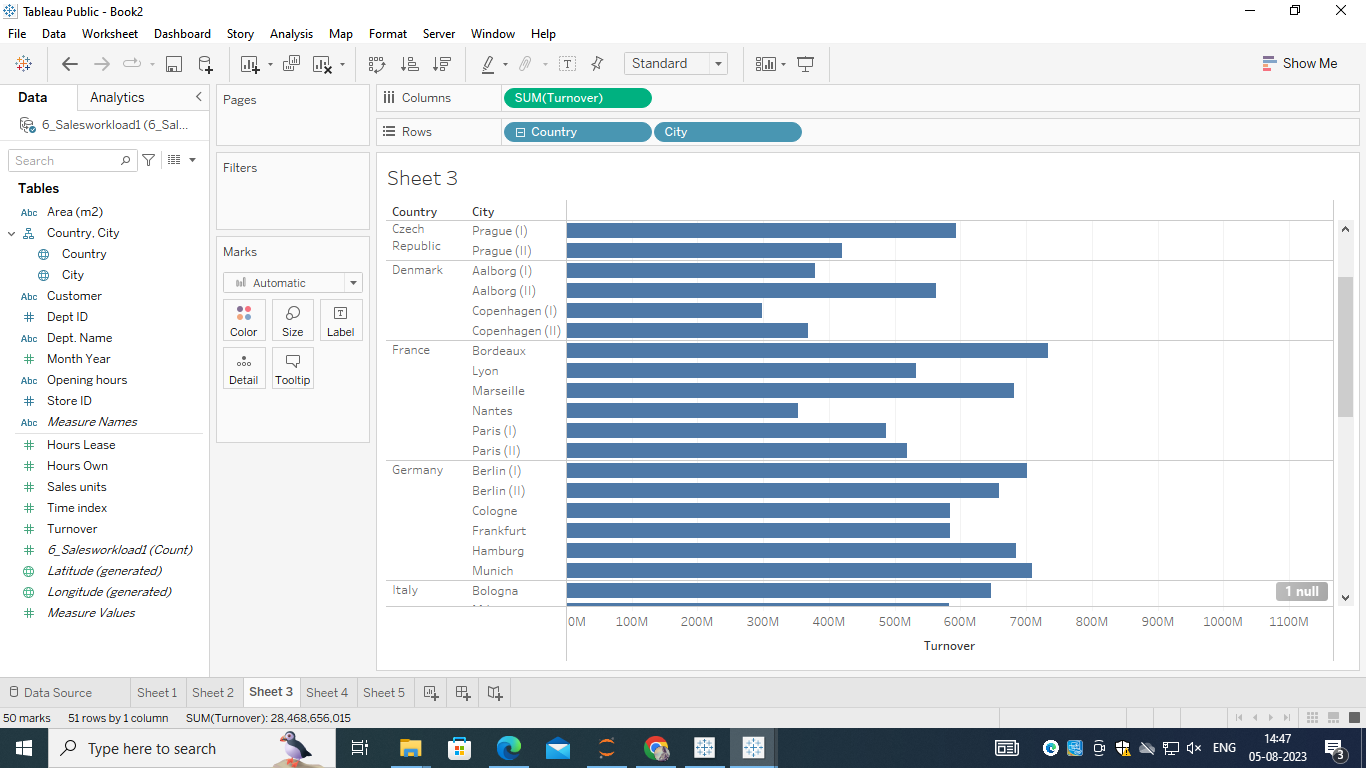 Tableau Public - Book2
File Data Worksheet Dashboard Story Analysis Map Format Server Window Help
Standard
Show Me
Data Analytics
6_Salesworkload1 (6_Sal...
Search
Tables
Abc Area (m2)
Country, City
Country
City
Abc Customer
# Dept ID
Abc Dept. Name
# Month Year
Abc Opening hours
# Store ID
Abc Measure Names
# Hours Lease
# Hours Own
# Sales units
# Time index
# Turnover
# 6_Salesworkload1 (Count)
Latitude (generated)
Longitude (generated)
# Measure Values
Pages
Filters
Marks
Automatic
Color Size Label
Detail Tooltip
Columns SUM(Turnover)
Rows Country City
Sheet 3
Country City
Czech Republic Prague (I)
Prague (II)
Denmark Aalborg (I)
Aalborg (II)
Copenhagen (I)
Copenhagen (II)
France Bordeaux
Lyon
Marseille
Nantes
Paris (I)
Paris (II)
Germany Berlin (I)
Berlin (II)
Cologne
Frankfurt
Hamburg
Munich
Italy Bologna
1 null
0M 100M 200M 300M 400M 500M 600M 700M 800M 900M 1000M 1100M
Turnover
Data Source Sheet 1 Sheet 2 Sheet 3 Sheet 4 Sheet 5
50 marks 51 rows by 1 column SUM(Turnover): 28,468,656,015
Type here to search
ENG
14:47
05-08-2023
3